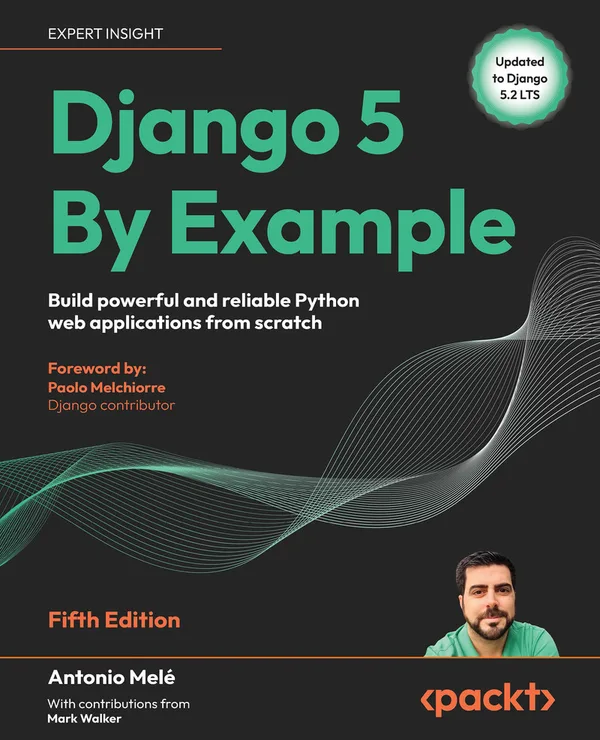 EXPERT INSIGHT
Updated
to Django
5.2 LTS
Django 5
By Example
Build powerful and reliable Python
web applications from scratch
Foreword by:
Paolo Melchiorre
Django contributor
Fifth Edition
Antonio Melé
With contributions from
Mark Walker
<packt>